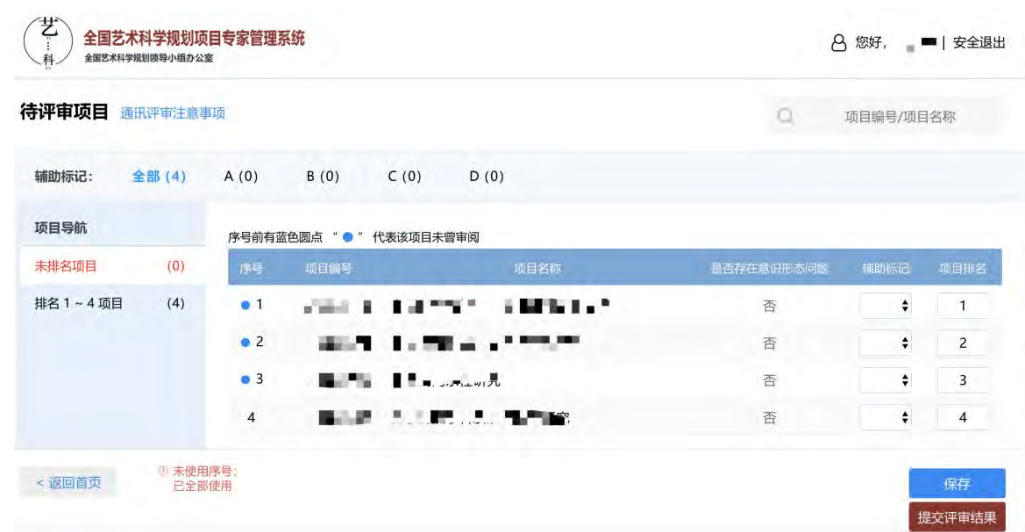 艺
科
全国艺术科学规划项目专家管理系统
全国艺术科学规划领导小组办公室
您好, | 安全退出
待评审项目 通讯评审注意事项
项目编号/项目名称
辅助标记: 全部 (4) A (0) B (0) C (0) D (0)
项目导航
未排名项目 (0)
排名 1 ~ 4 项目 (4)
序号前有蓝色圆点 “ ● ” 代表该项目未曾审阅
序号 项目编号 项目名称 是否存在意识形态问题 辅助标记 项目排名
1 否 1
2 否 2
3 研究 否 3
4 否 4
< 返回首页
① 未使用序号:
已全部使用
保存
提交评审结果